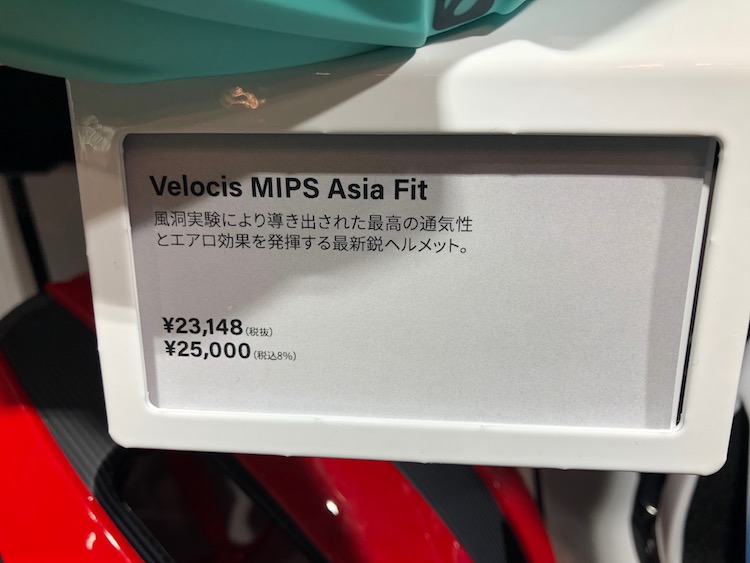 Velocis MIPS Asia Fit
風洞実験により導き出された最高の通気性
とエアロ効果を発揮する最新鋭ヘルメット。
¥23,148(税抜)
¥25,000(税込8%)